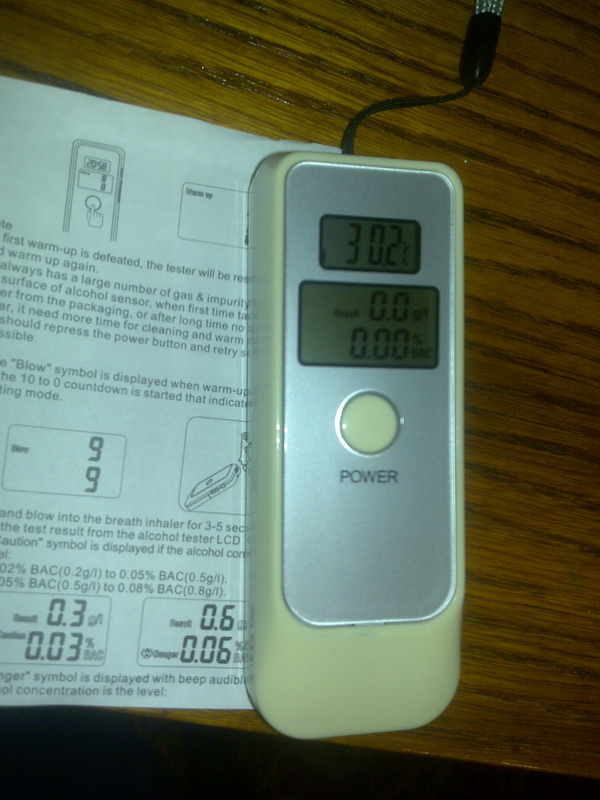 20:58
Warm up
8
8
first warm-up is defeated, the tester will be
warm up again.
always has a large number of gas & impurity
surface of alcohol sensor, when first time
er from the packaging, or after long time no
er, it need more time for cleaning and warm
should repress the power button and retry
ssible.
e "Blow" symbol is displayed when warm-up
the 10 to 0 countdown is started that indicate
ting mode.
Blow 9
9
and blow into the breath inhaler for 3-5 sec
the test result from the alcohol tester LCD
Caution" symbol is displayed if the alcohol con
el:
02% BAC(0.2g/l) to 0.05% BAC(0.5g/l).
05% BAC(0.5g/l) to 0.08% BAC(0.8g/l).
Result 0.3 g/l
Caution 0.03 % BAC
Result 0.6 g
Danger 0.06 %
nger" symbol is displayed with beep audibl
ol concentration is the level:
30.2 c
Result 0.0 g/l
0.00 % BAC
POWER